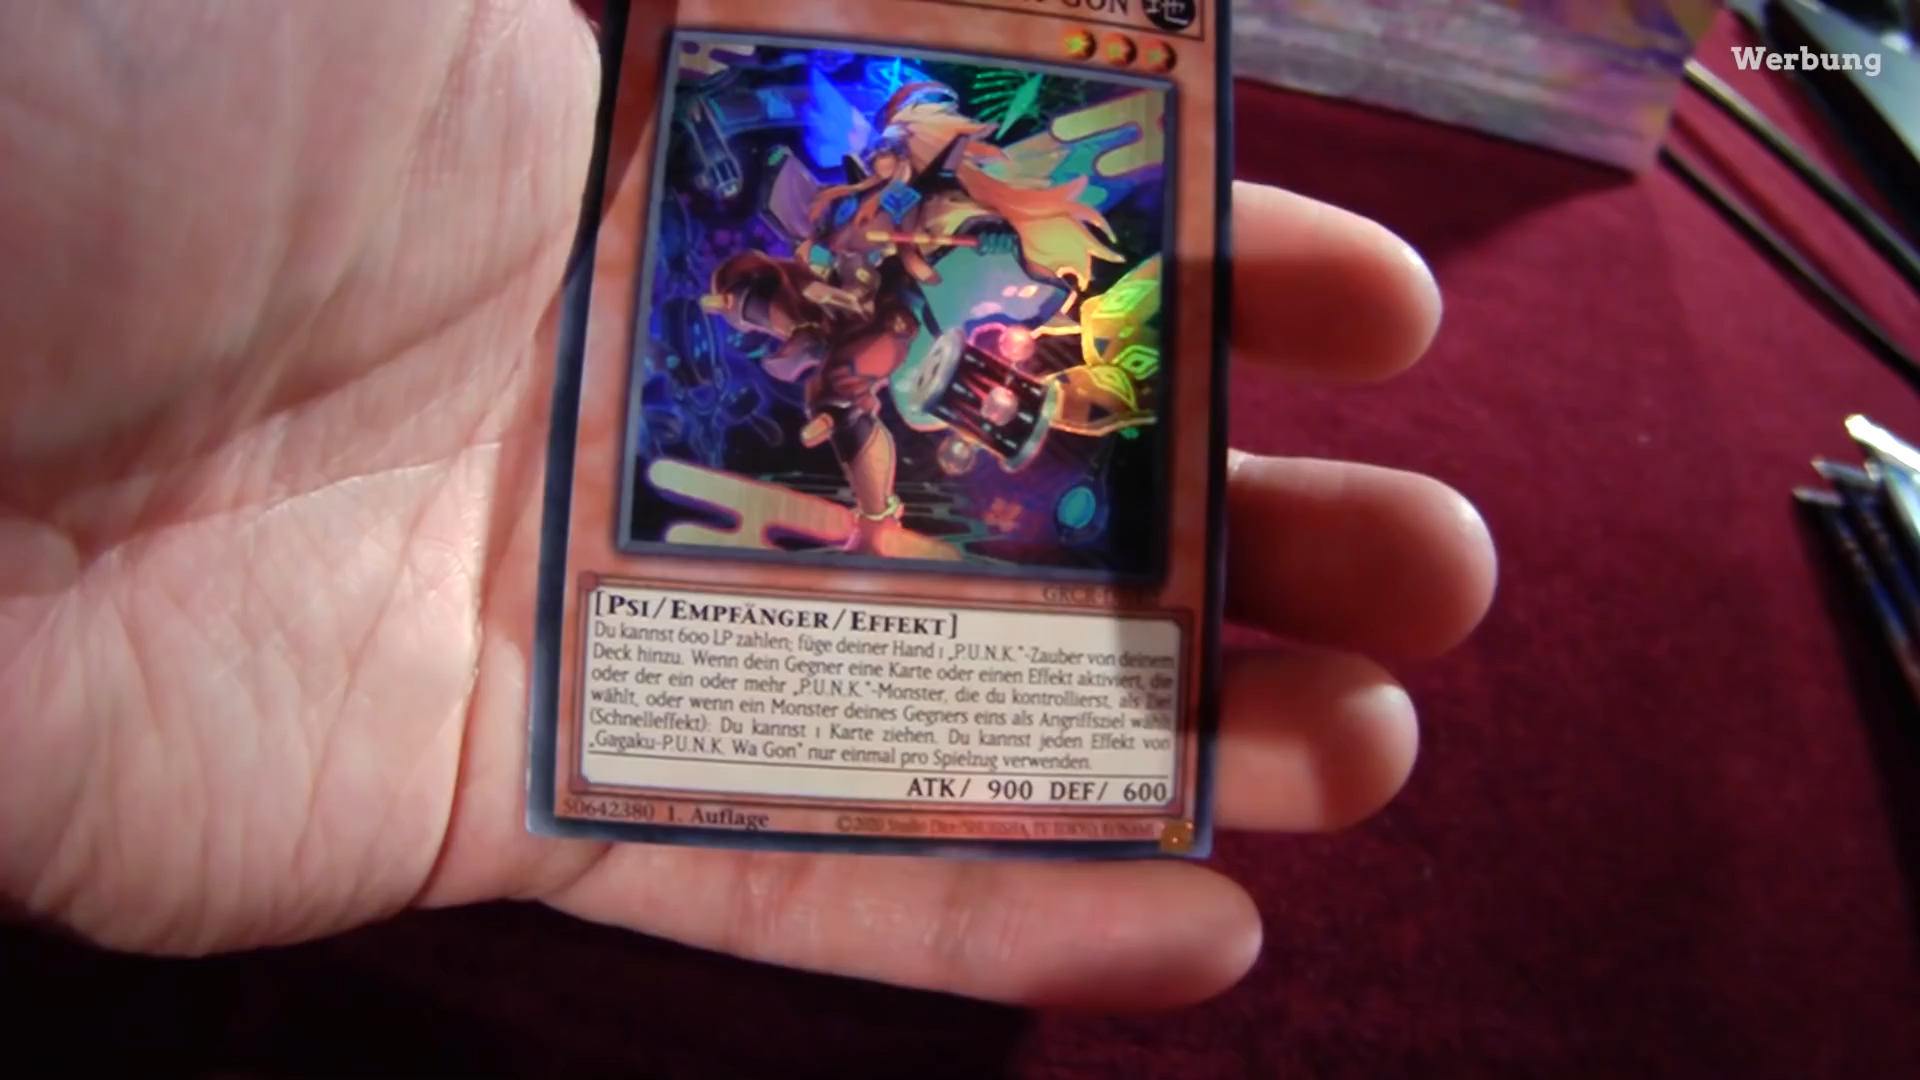 GON 地
Werbung
[PSI/EMPFÄNGER/EFFEKT]
Du kannst 600 LP zahlen; füge deiner Hand 1 „P.U.N.K."-Zauber von deinem
Deck hinzu. Wenn dein Gegner eine Karte oder einen Effekt aktiviert, die
oder der ein oder mehr „P.U.N.K."-Monster, die du kontrollierst, als Ziel
wählt, oder wenn ein Monster deines Gegners eins als Angriffsziel wählt
(Schnelleffekt): Du kannst 1 Karte ziehen. Du kannst jeden Effekt von
„Gagaku-P.U.N.K. Wa Gon" nur einmal pro Spielzug verwenden.
ATK/ 900 DEF/ 600
50642380 1. Auflage